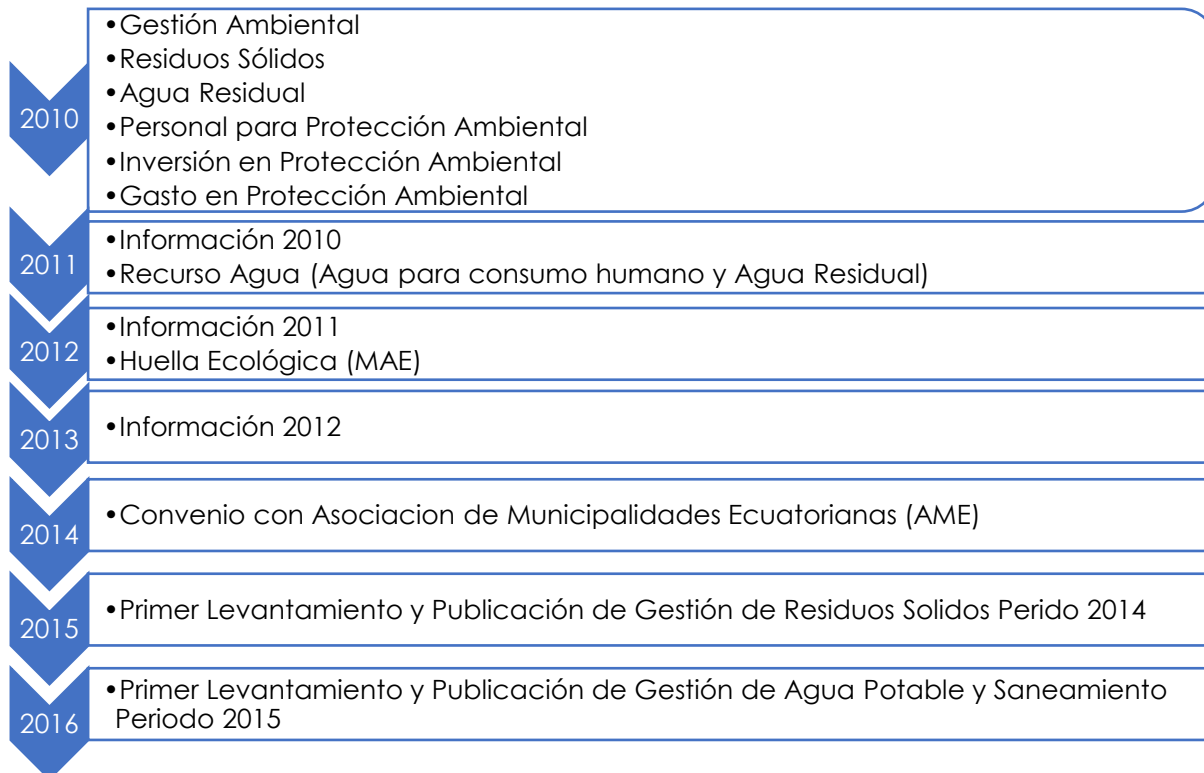 2010
•Gestión Ambiental
•Residuos Sólidos
•Agua Residual
•Personal para Protección Ambiental
•Inversión en Protección Ambiental
•Gasto en Protección Ambiental
2011
•Información 2010
•Recurso Agua (Agua para consumo humano y Agua Residual)
2012
•Información 2011
•Huella Ecológica (MAE)
2013
•Información 2012
2014
•Convenio con Asociacion de Municipalidades Ecuatorianas (AME)
2015
•Primer Levantamiento y Publicación de Gestión de Residuos Solidos Perido 2014
2016
•Primer Levantamiento y Publicación de Gestión de Agua Potable y Saneamiento
Periodo 2015